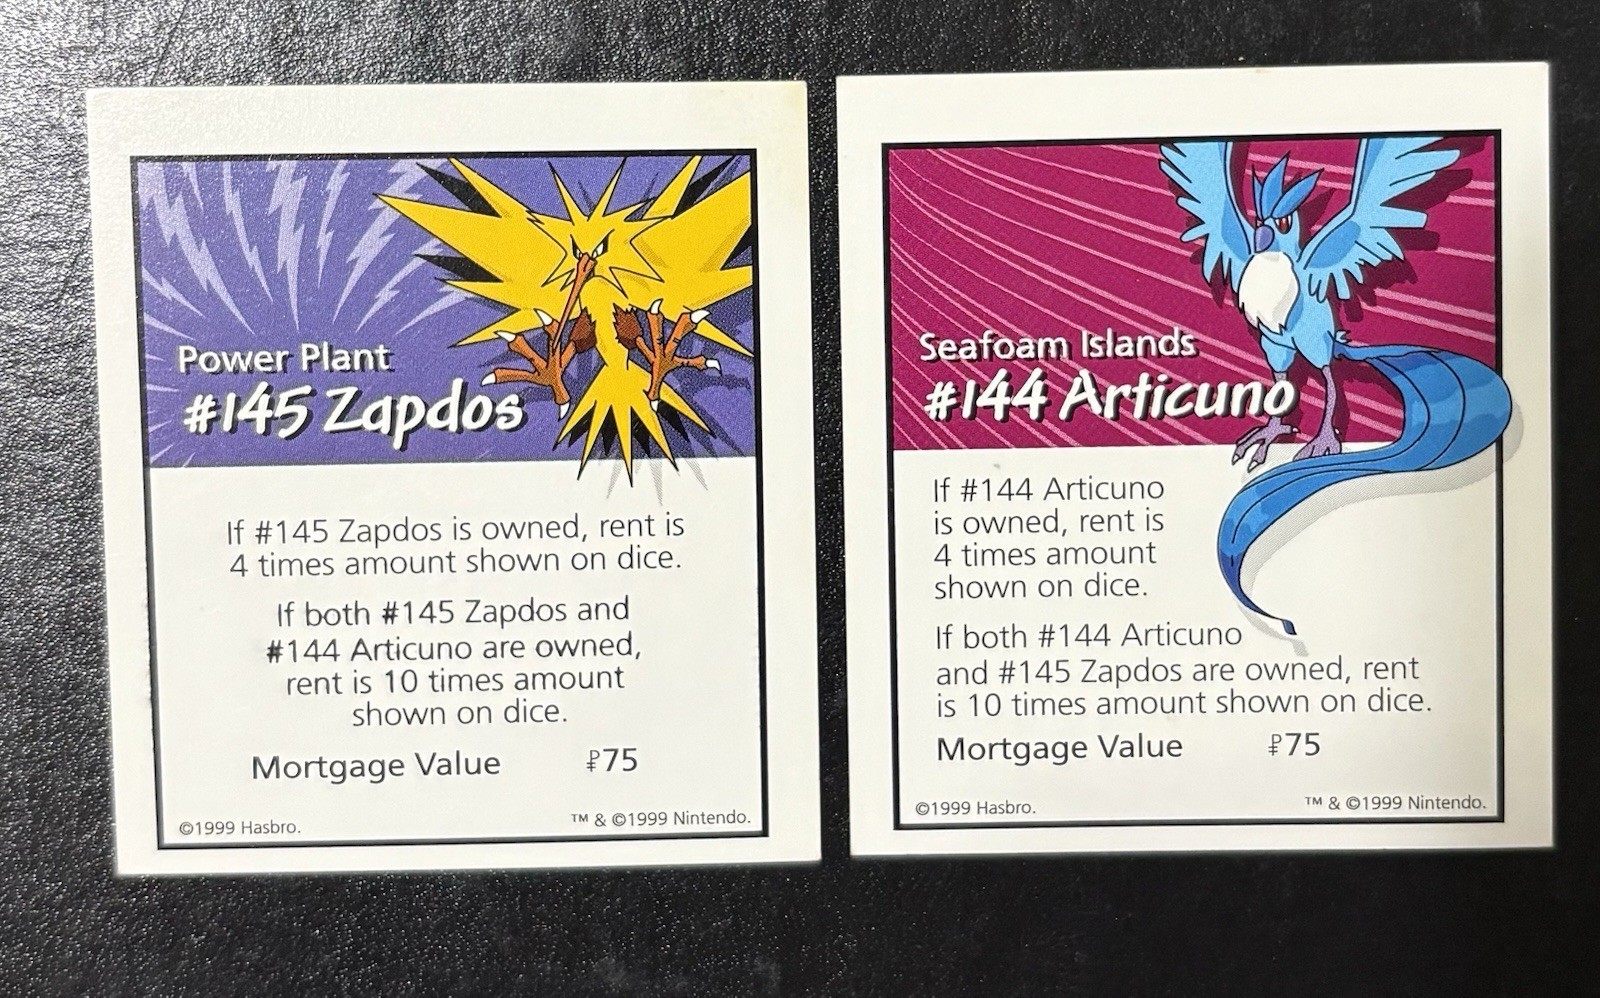 Power Plant
#145 Zapdos
If #145 Zapdos is owned, rent is
4 times amount shown on dice.
If both #145 Zapdos and
#144 Articuno are owned,
rent is 10 times amount
shown on dice.
Mortgage Value ₽75
©1999 Hasbro. ™ & ©1999 Nintendo.
Seafoam Islands
#144 Articuno
If #144 Articuno
is owned, rent is
4 times amount
shown on dice.
If both #144 Articuno
and #145 Zapdos are owned, rent
is 10 times amount shown on dice.
Mortgage Value ₽75
©1999 Hasbro. ™ & ©1999 Nintendo.